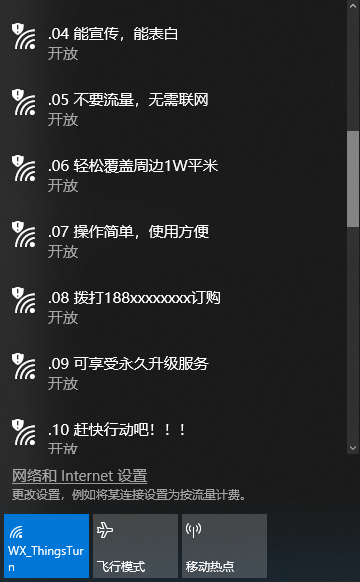 .04 能宣传，能表白
开放
.05 不要流量，无需联网
开放
.06 轻松覆盖周边1W平米
开放
.07 操作简单，使用方便
开放
.08 拨打188xxxxxxxx订购
开放
.09 可享受永久升级服务
开放
.10 赶快行动吧！！！
开放
网络和 Internet 设置
更改设置，例如将某连接设置为按流量计费。
WX_ThingsTur
n
飞行模式
移动热点